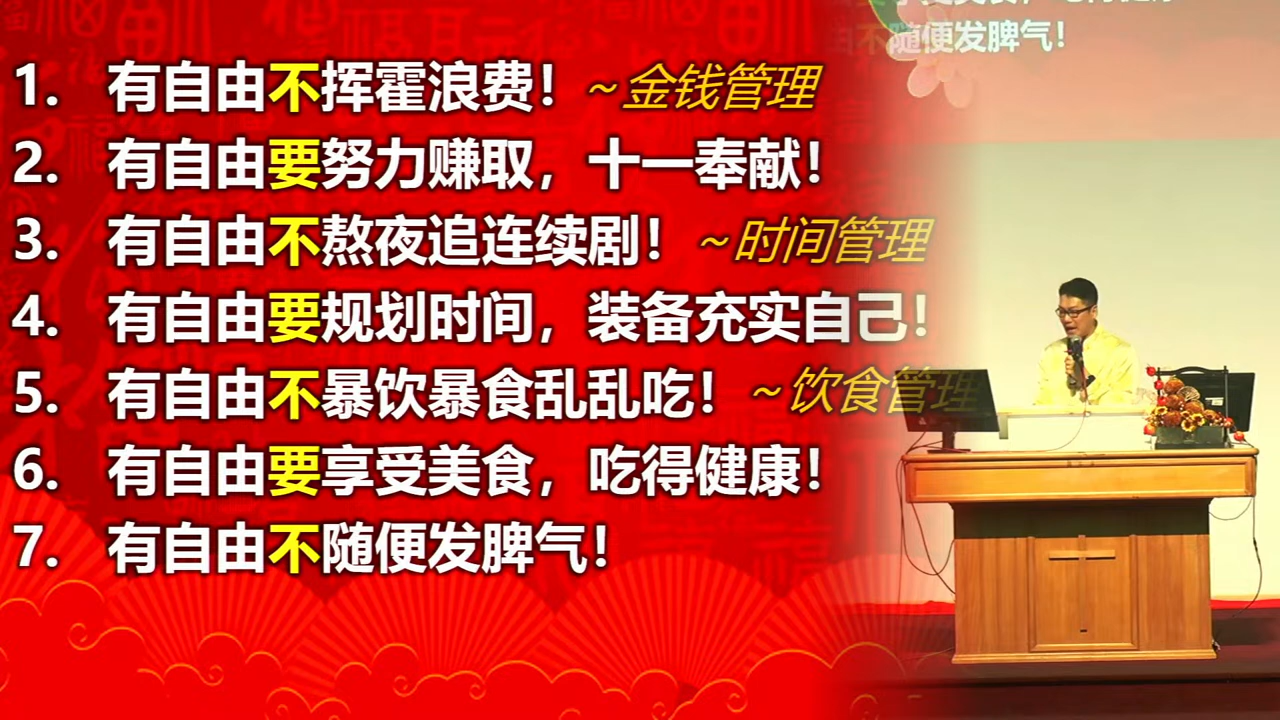 1. 有自由不挥霍浪费！ ~金钱管理
2. 有自由要努力赚取，十一奉献！
3. 有自由不熬夜追连续剧！ ~时间管理
4. 有自由要规划时间，装备充实自己！
5. 有自由不暴饮暴食乱乱吃！ ~饮食管理
6. 有自由要享受美食，吃得健康！
7. 有自由不随便发脾气！
由不随便发脾气！